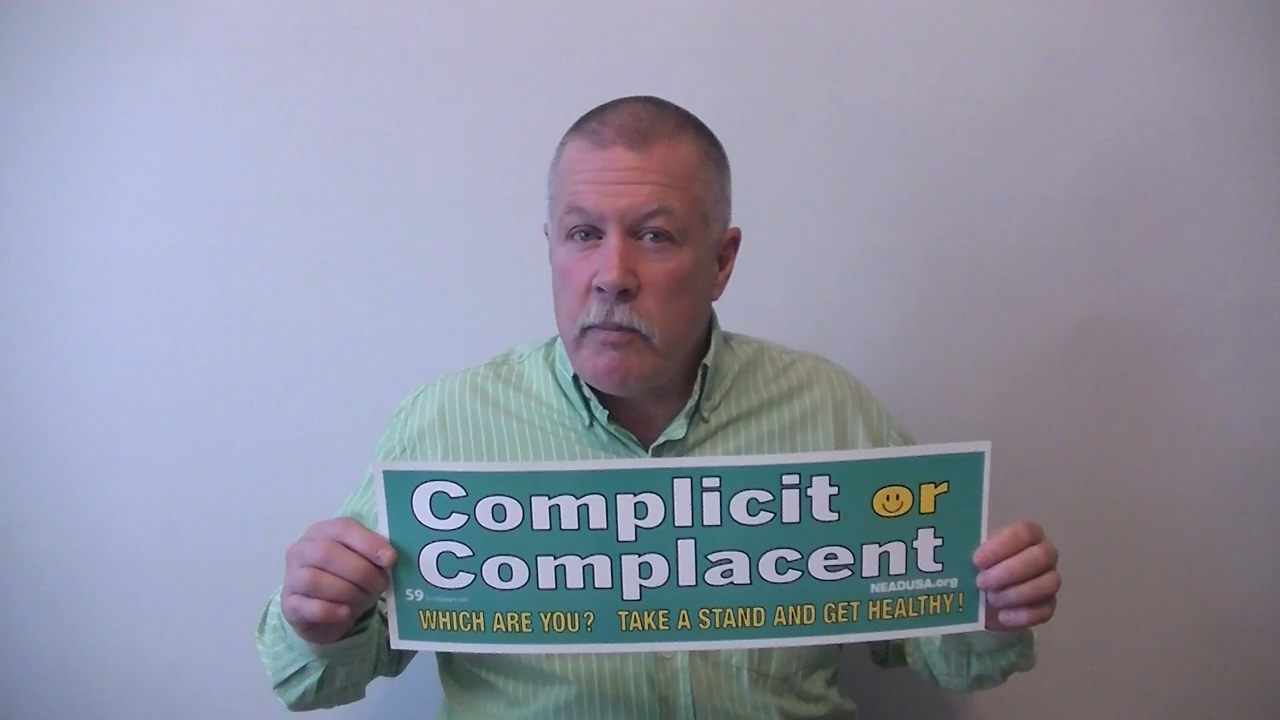 Complicit or
Complacent
NEADUSA.org
59
WHICH ARE YOU? TAKE A STAND AND GET HEALTHY!